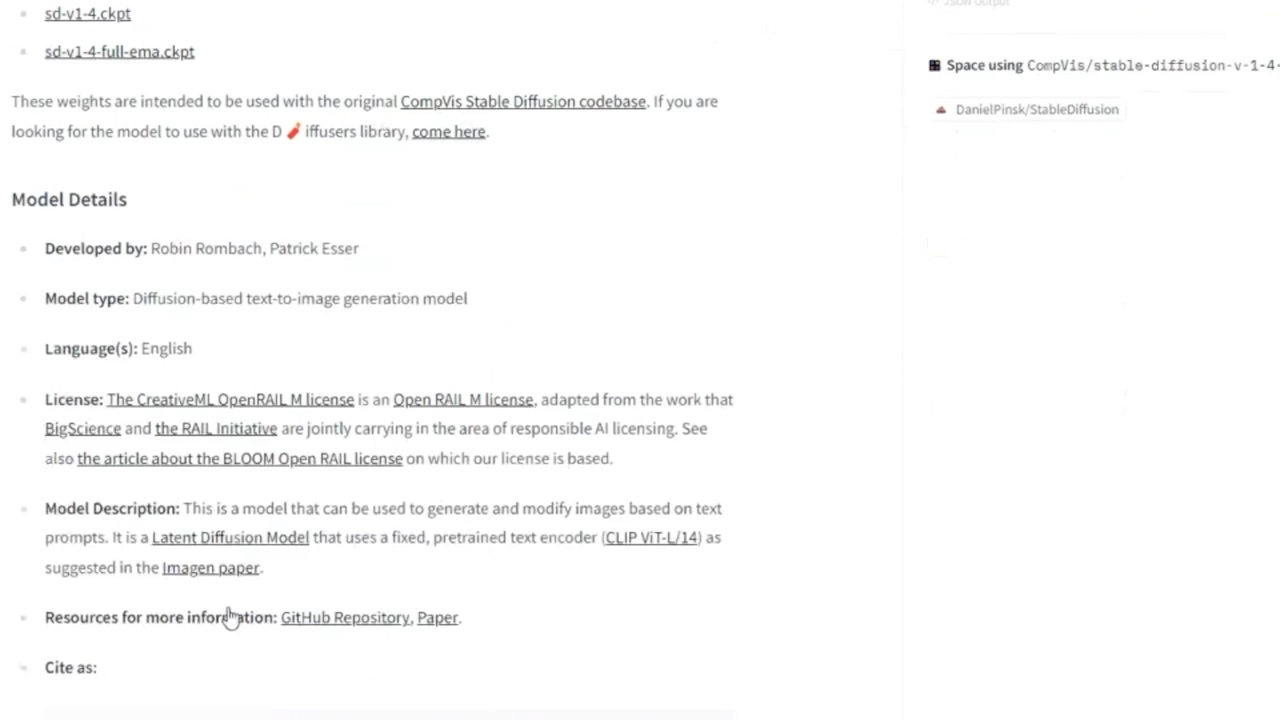 sd-v1-4.ckpt
sd-v1-4-full-ema.ckpt
These weights are intended to be used with the original CompVis Stable Diffusion codebase. If you are
looking for the model to use with the D🧨iffusers library, come here.
Model Details
Developed by: Robin Rombach, Patrick Esser
Model type: Diffusion-based text-to-image generation model
Language(s): English
License: The CreativeML OpenRAIL M license is an Open RAIL M license, adapted from the work that
BigScience and the RAIL Initiative are jointly carrying in the area of responsible AI licensing. See
also the article about the BLOOM Open RAIL license on which our license is based.
Model Description: This is a model that can be used to generate and modify images based on text
prompts. It is a Latent Diffusion Model that uses a fixed, pretrained text encoder (CLIP ViT-L/14) as
suggested in the Imagen paper.
Resources for more information: GitHub Repository, Paper.
Cite as:
JSON Output
Space using CompVis/stable-diffusion-v-1-4-
DanielPinsk/StableDiffusion